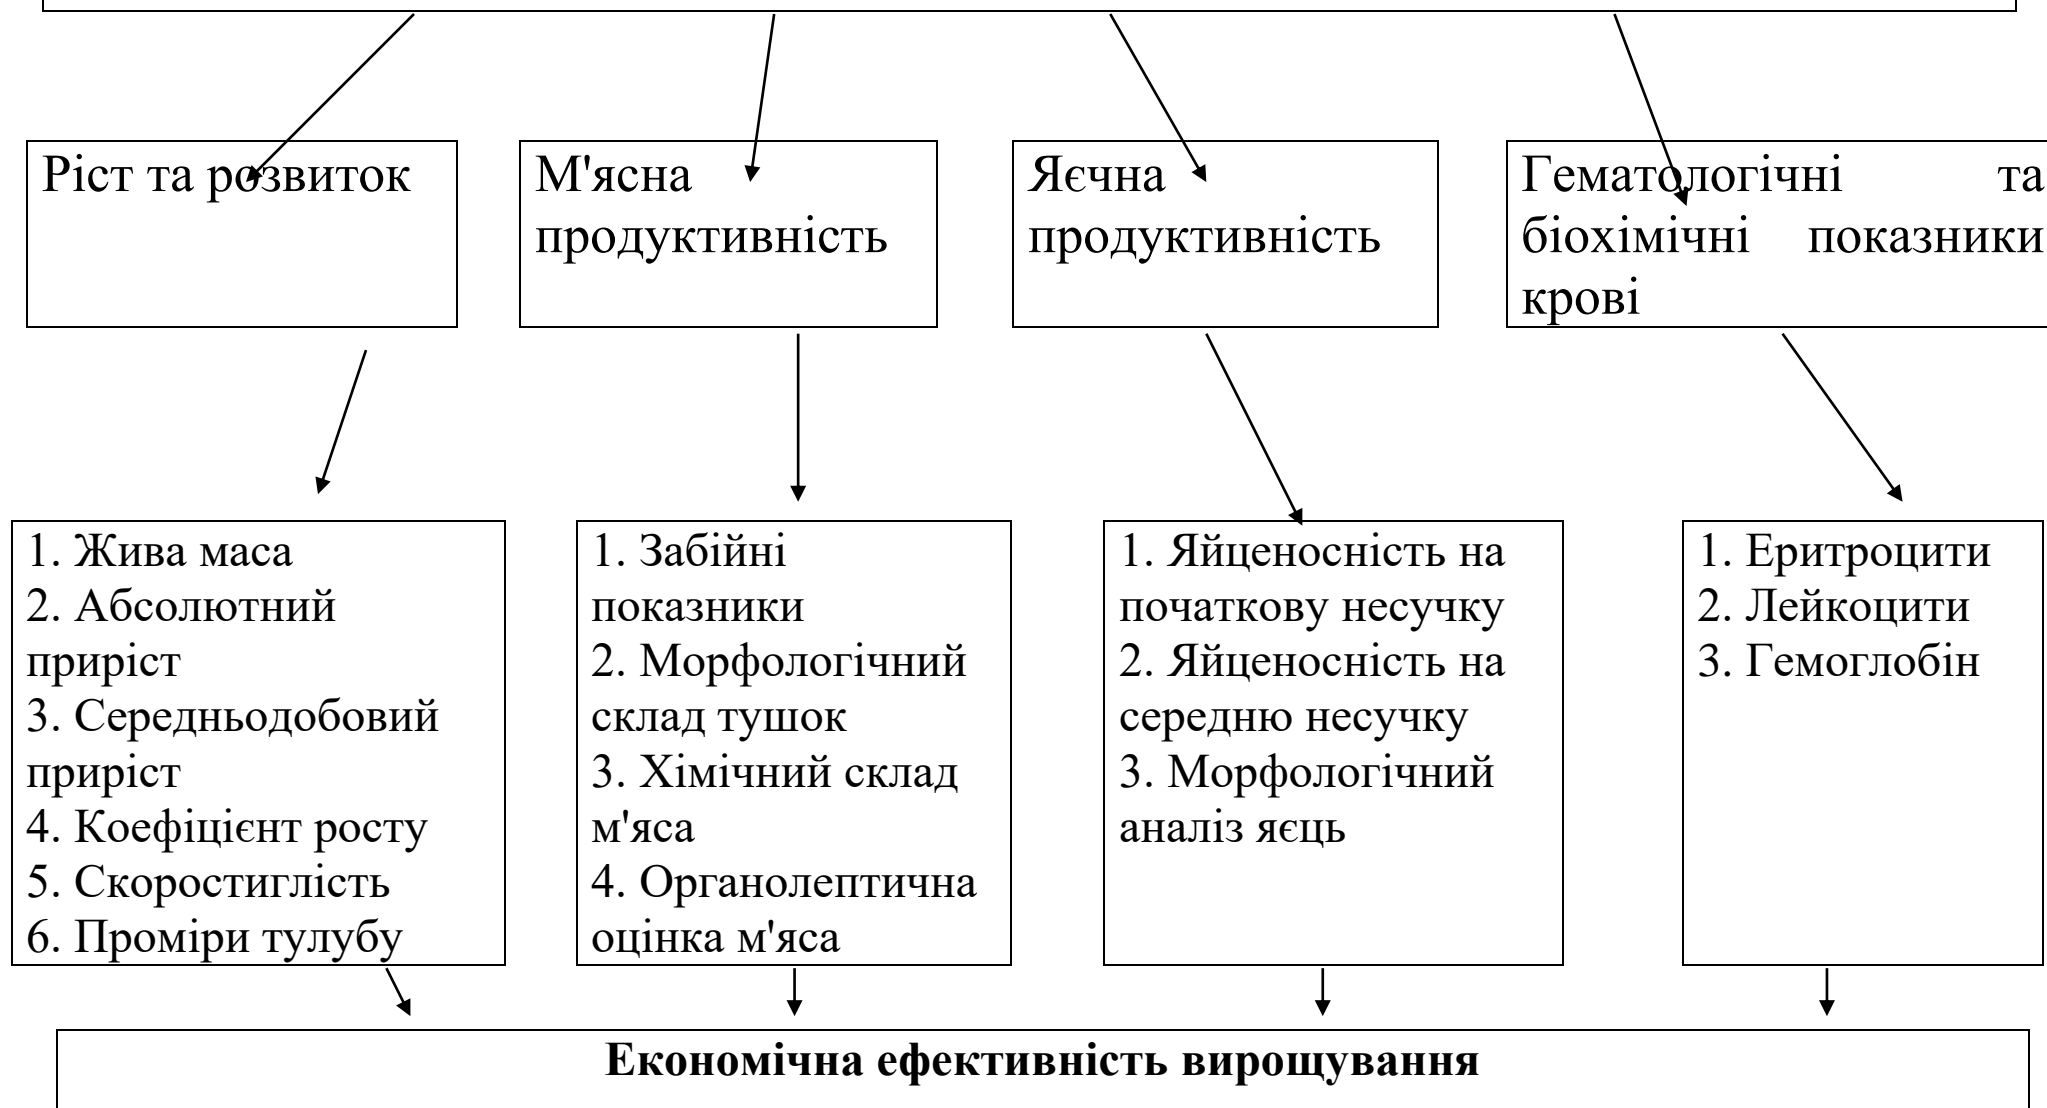 Ріст та розвиток
М'ясна
продуктивність
Яєчна
продуктивність
Гематологічні та
біохімічні показники
крові
1. Жива маса
2. Абсолютний
приріст
3. Середньодобовий
приріст
4. Коефіцієнт росту
5. Скоростиглість
6. Проміри тулубу
1. Забійні
показники
2. Морфологічний
склад тушок
3. Хімічний склад
м'яса
4. Органолептична
оцінка м'яса
1. Яйценосність на
початкову несучку
2. Яйценосність на
середню несучку
3. Морфологічний
аналіз яєць
1. Еритроцити
2. Лейкоцити
3. Гемоглобін
Економічна ефективність вирощування